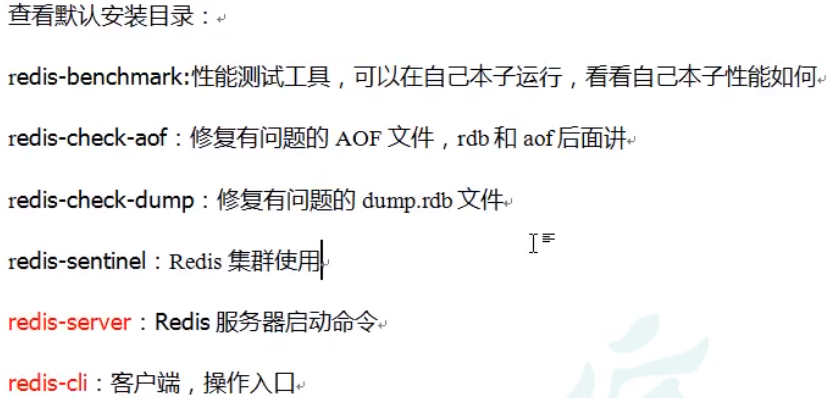 查看默认安装目录：
redis-benchmark:性能测试工具，可以在自己本子运行，看看自己本子性能如何
redis-check-aof：修复有问题的 AOF 文件，rdb 和 aof 后面讲
redis-check-dump：修复有问题的 dump.rdb 文件
redis-sentinel：Redis 集群使用
redis-server：Redis 服务器启动命令
redis-cli：客户端，操作入口